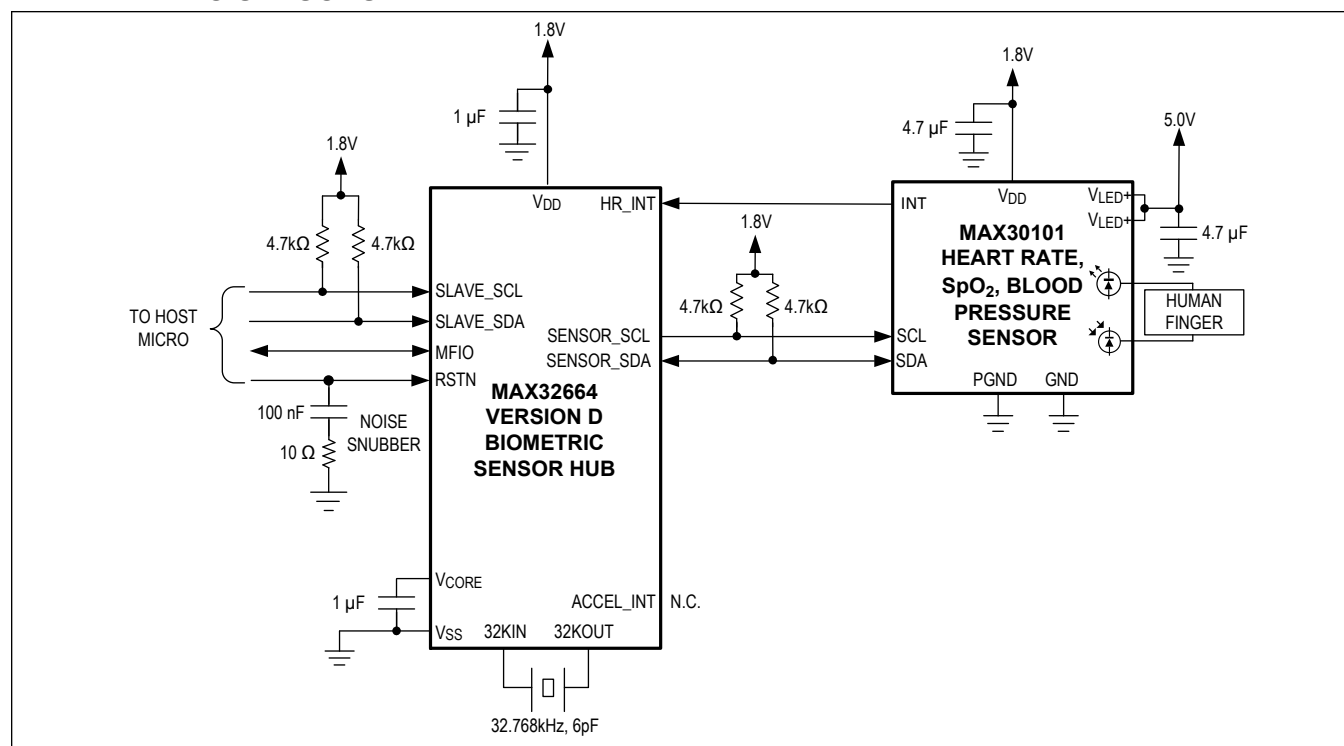 1.8V
1 µF
1.8V
4.7kΩ
4.7kΩ
TO HOST
MICRO
SLAVE_SCL
SLAVE_SDA
MFIO
RSTN
100 nF
10 Ω
NOISE
SNUBBER
VDD
HR_INT
SENSOR_SCL
SENSOR_SDA
MAX32664
VERSION D
BIOMETRIC
SENSOR HUB
VCORE
1 µF
VSS
32KIN
32KOUT
ACCEL_INT
N.C.
32.768kHz, 6pF
1.8V
4.7kΩ
4.7kΩ
1.8V
4.7 µF
5.0V
4.7 µF
INT
VDD
VLED+
VLED+
MAX30101
HEART RATE,
SpO2, BLOOD
PRESSURE
SENSOR
SCL
SDA
PGND
GND
HUMAN
FINGER